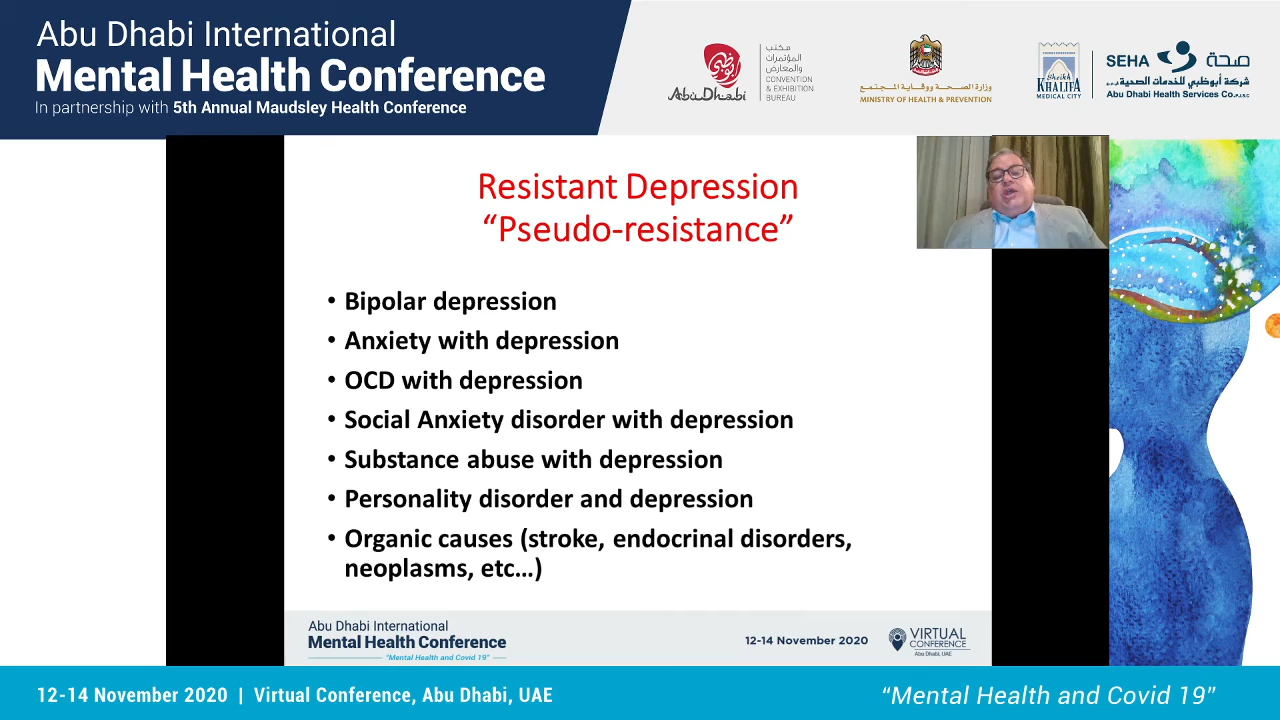 Abu Dhabi International
Mental Health Conference
In partnership with 5th Annual Maudsley Health Conference
AbuDhabi
مكتب
المؤتمرات
والمعارض
CONVENTION
& EXHIBITION
BUREAU
وزارة الصحة ووقاية المجتمع
MINISTRY OF HEALTH & PREVENTION
Sheikh
KHALIFA
MEDICAL CITY
SEHA صحة
شركة أبوظبي للخدمات الصحية ش.م.ع
Abu Dhabi Health Services Co. PJSC
Resistant Depression
“Pseudo-resistance”
• Bipolar depression
• Anxiety with depression
• OCD with depression
• Social Anxiety disorder with depression
• Substance abuse with depression
• Personality disorder and depression
• Organic causes (stroke, endocrinal disorders,
neoplasms, etc…)
Abu Dhabi International
Mental Health Conference
“Mental Health and Covid 19”
12-14 November 2020
VIRTUAL
CONFERENCE
Abu Dhabi, UAE
12-14 November 2020 | Virtual Conference, Abu Dhabi, UAE
“Mental Health and Covid 19”